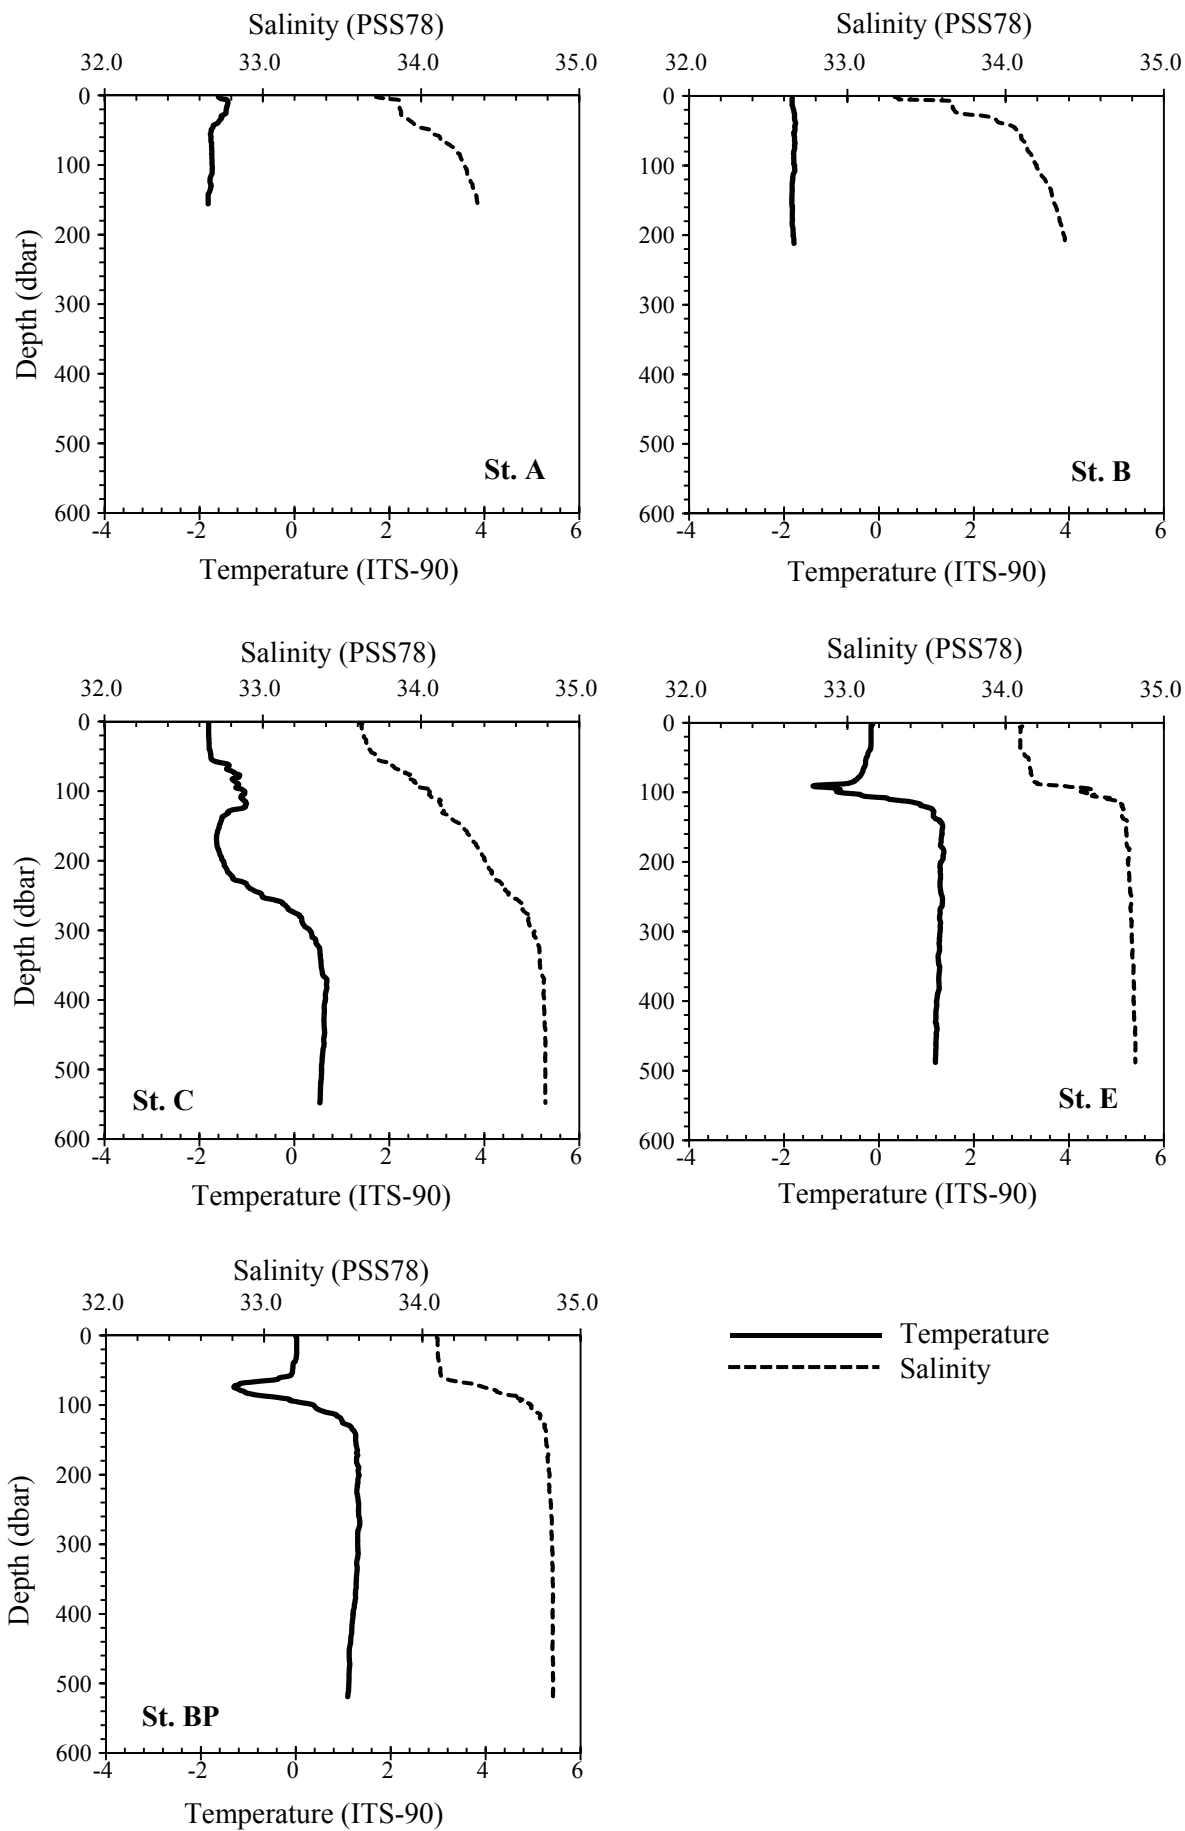 Salinity (PSS78)
32.0 33.0 34.0 35.0
0
100
200
300
400
500
600
Depth (dbar)
St. A
-4 -2 0 2 4 6
Temperature (ITS-90)
Salinity (PSS78)
32.0 33.0 34.0 35.0
0
100
200
300
400
500
600
St. B
-4 -2 0 2 4 6
Temperature (ITS-90)
Salinity (PSS78)
32.0 33.0 34.0 35.0
0
100
200
300
400
500
600
Depth (dbar)
St. C
-4 -2 0 2 4 6
Temperature (ITS-90)
Salinity (PSS78)
32.0 33.0 34.0 35.0
0
100
200
300
400
500
600
St. E
-4 -2 0 2 4 6
Temperature (ITS-90)
Salinity (PSS78)
32.0 33.0 34.0 35.0
0
100
200
300
400
500
600
Depth (dbar)
St. BP
-4 -2 0 2 4 6
Temperature (ITS-90)
Temperature
Salinity